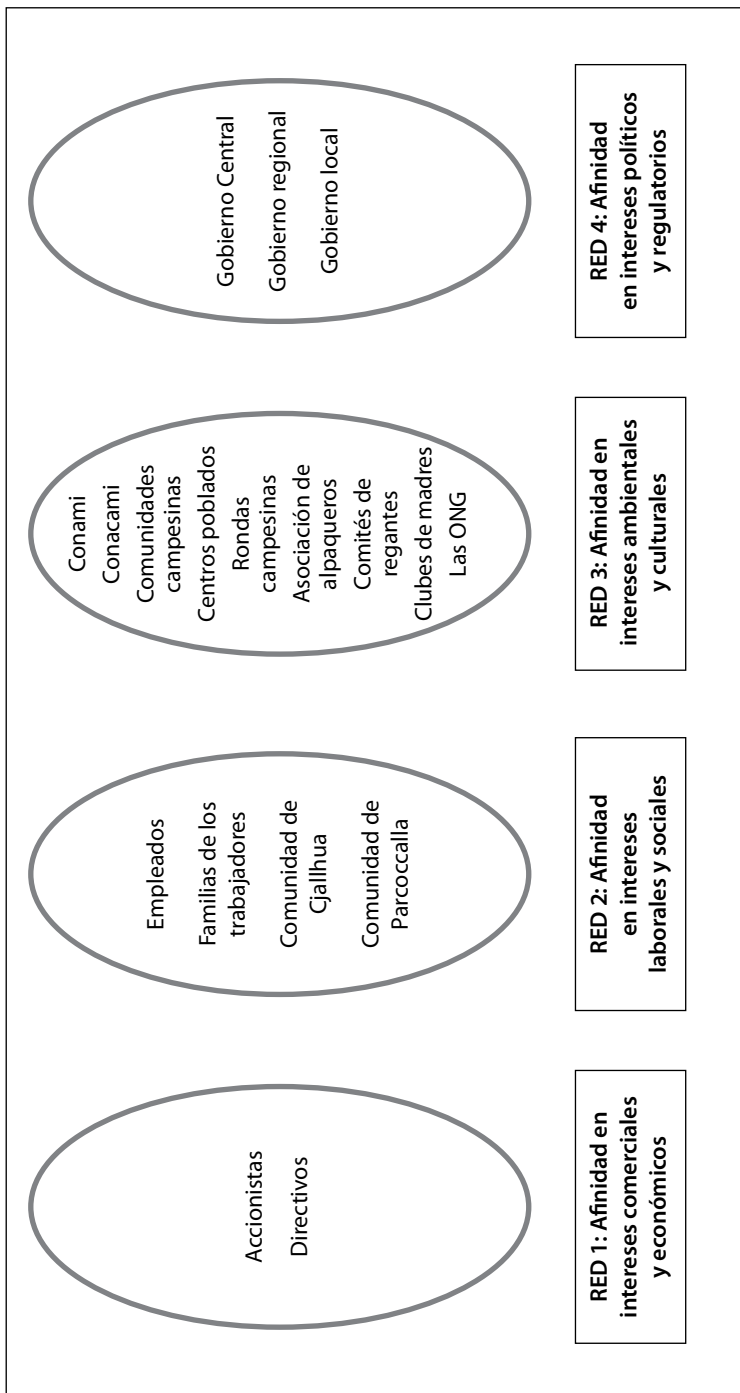 Accionistas
Directivos
RED 1: Afinidad en
intereses comerciales
y económicos
Empleados
Familias de los
trabajadores
Comunidad de
Cjallhua
Comunidad de
Parcoccalla
RED 2: Afinidad
en intereses
laborales y sociales
Conami
Conacami
Comunidades
campesinas
Centros poblados
Rondas
campesinas
Asociación de
alpaqueros
Comités de
regantes
Clubes de madres
Las ONG
RED 3: Afinidad en
intereses ambientales
y culturales
Gobierno Central
Gobierno regional
Gobierno local
RED 4: Afinidad
en intereses políticos
y regulatorios